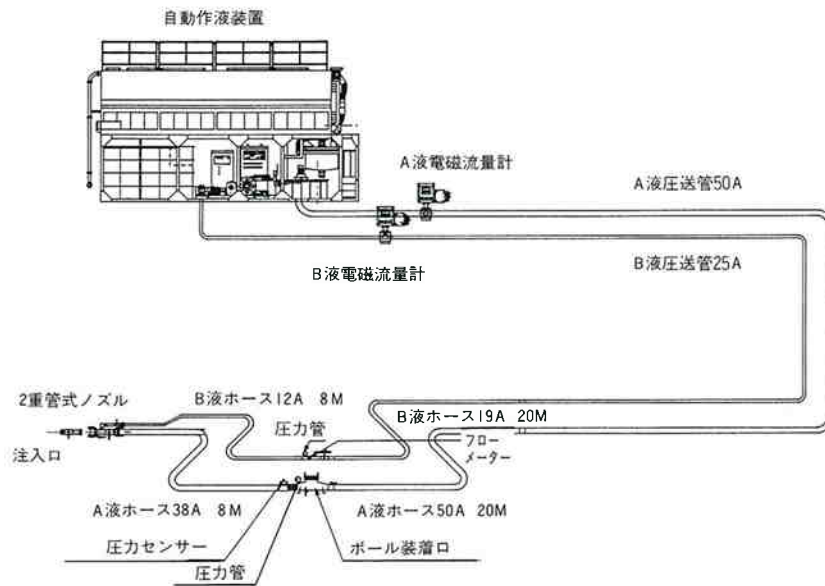 自動作液装置
A液電磁流量計
A液圧送管50A
B液電磁流量計
B液圧送管25A
2重管式ノズル
B液ホース12A 8M
B液ホース19A 20M
圧力管
フロー
メーター
注入口
A液ホース38A 8M
A液ホース50A 20M
圧力センサー
ボール装着口
圧力管